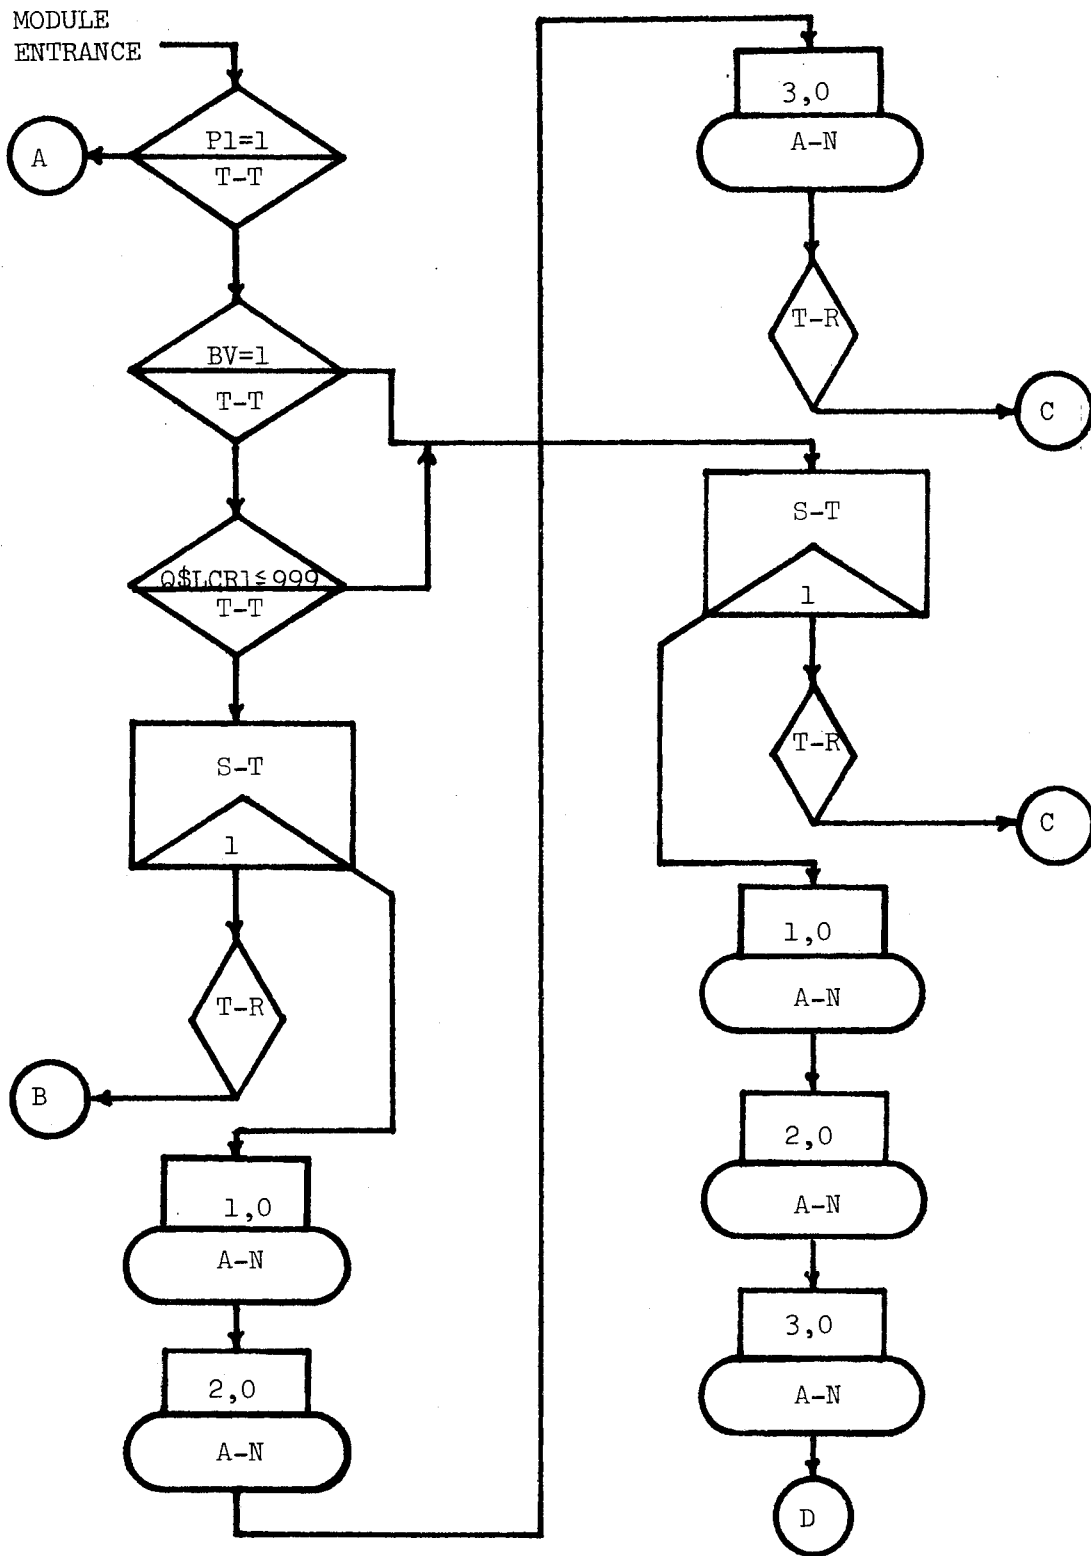 MODULE
ENTRANCE
A
P1=1
T-T
BV=1
T-T
Q$LCR1≤999
T-T
S-T
1
T-R
B
1,0
A-N
2,0
A-N
3,0
A-N
T-R
C
S-T
1
T-R
C
1,0
A-N
2,0
A-N
3,0
A-N
D